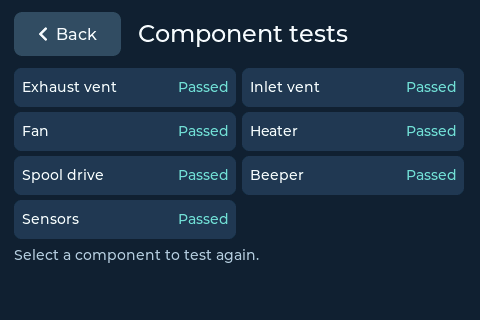 Back
Component tests
Exhaust vent Passed
Inlet vent Passed
Fan Passed
Heater Passed
Spool drive Passed
Beeper Passed
Sensors Passed
Select a component to test again.